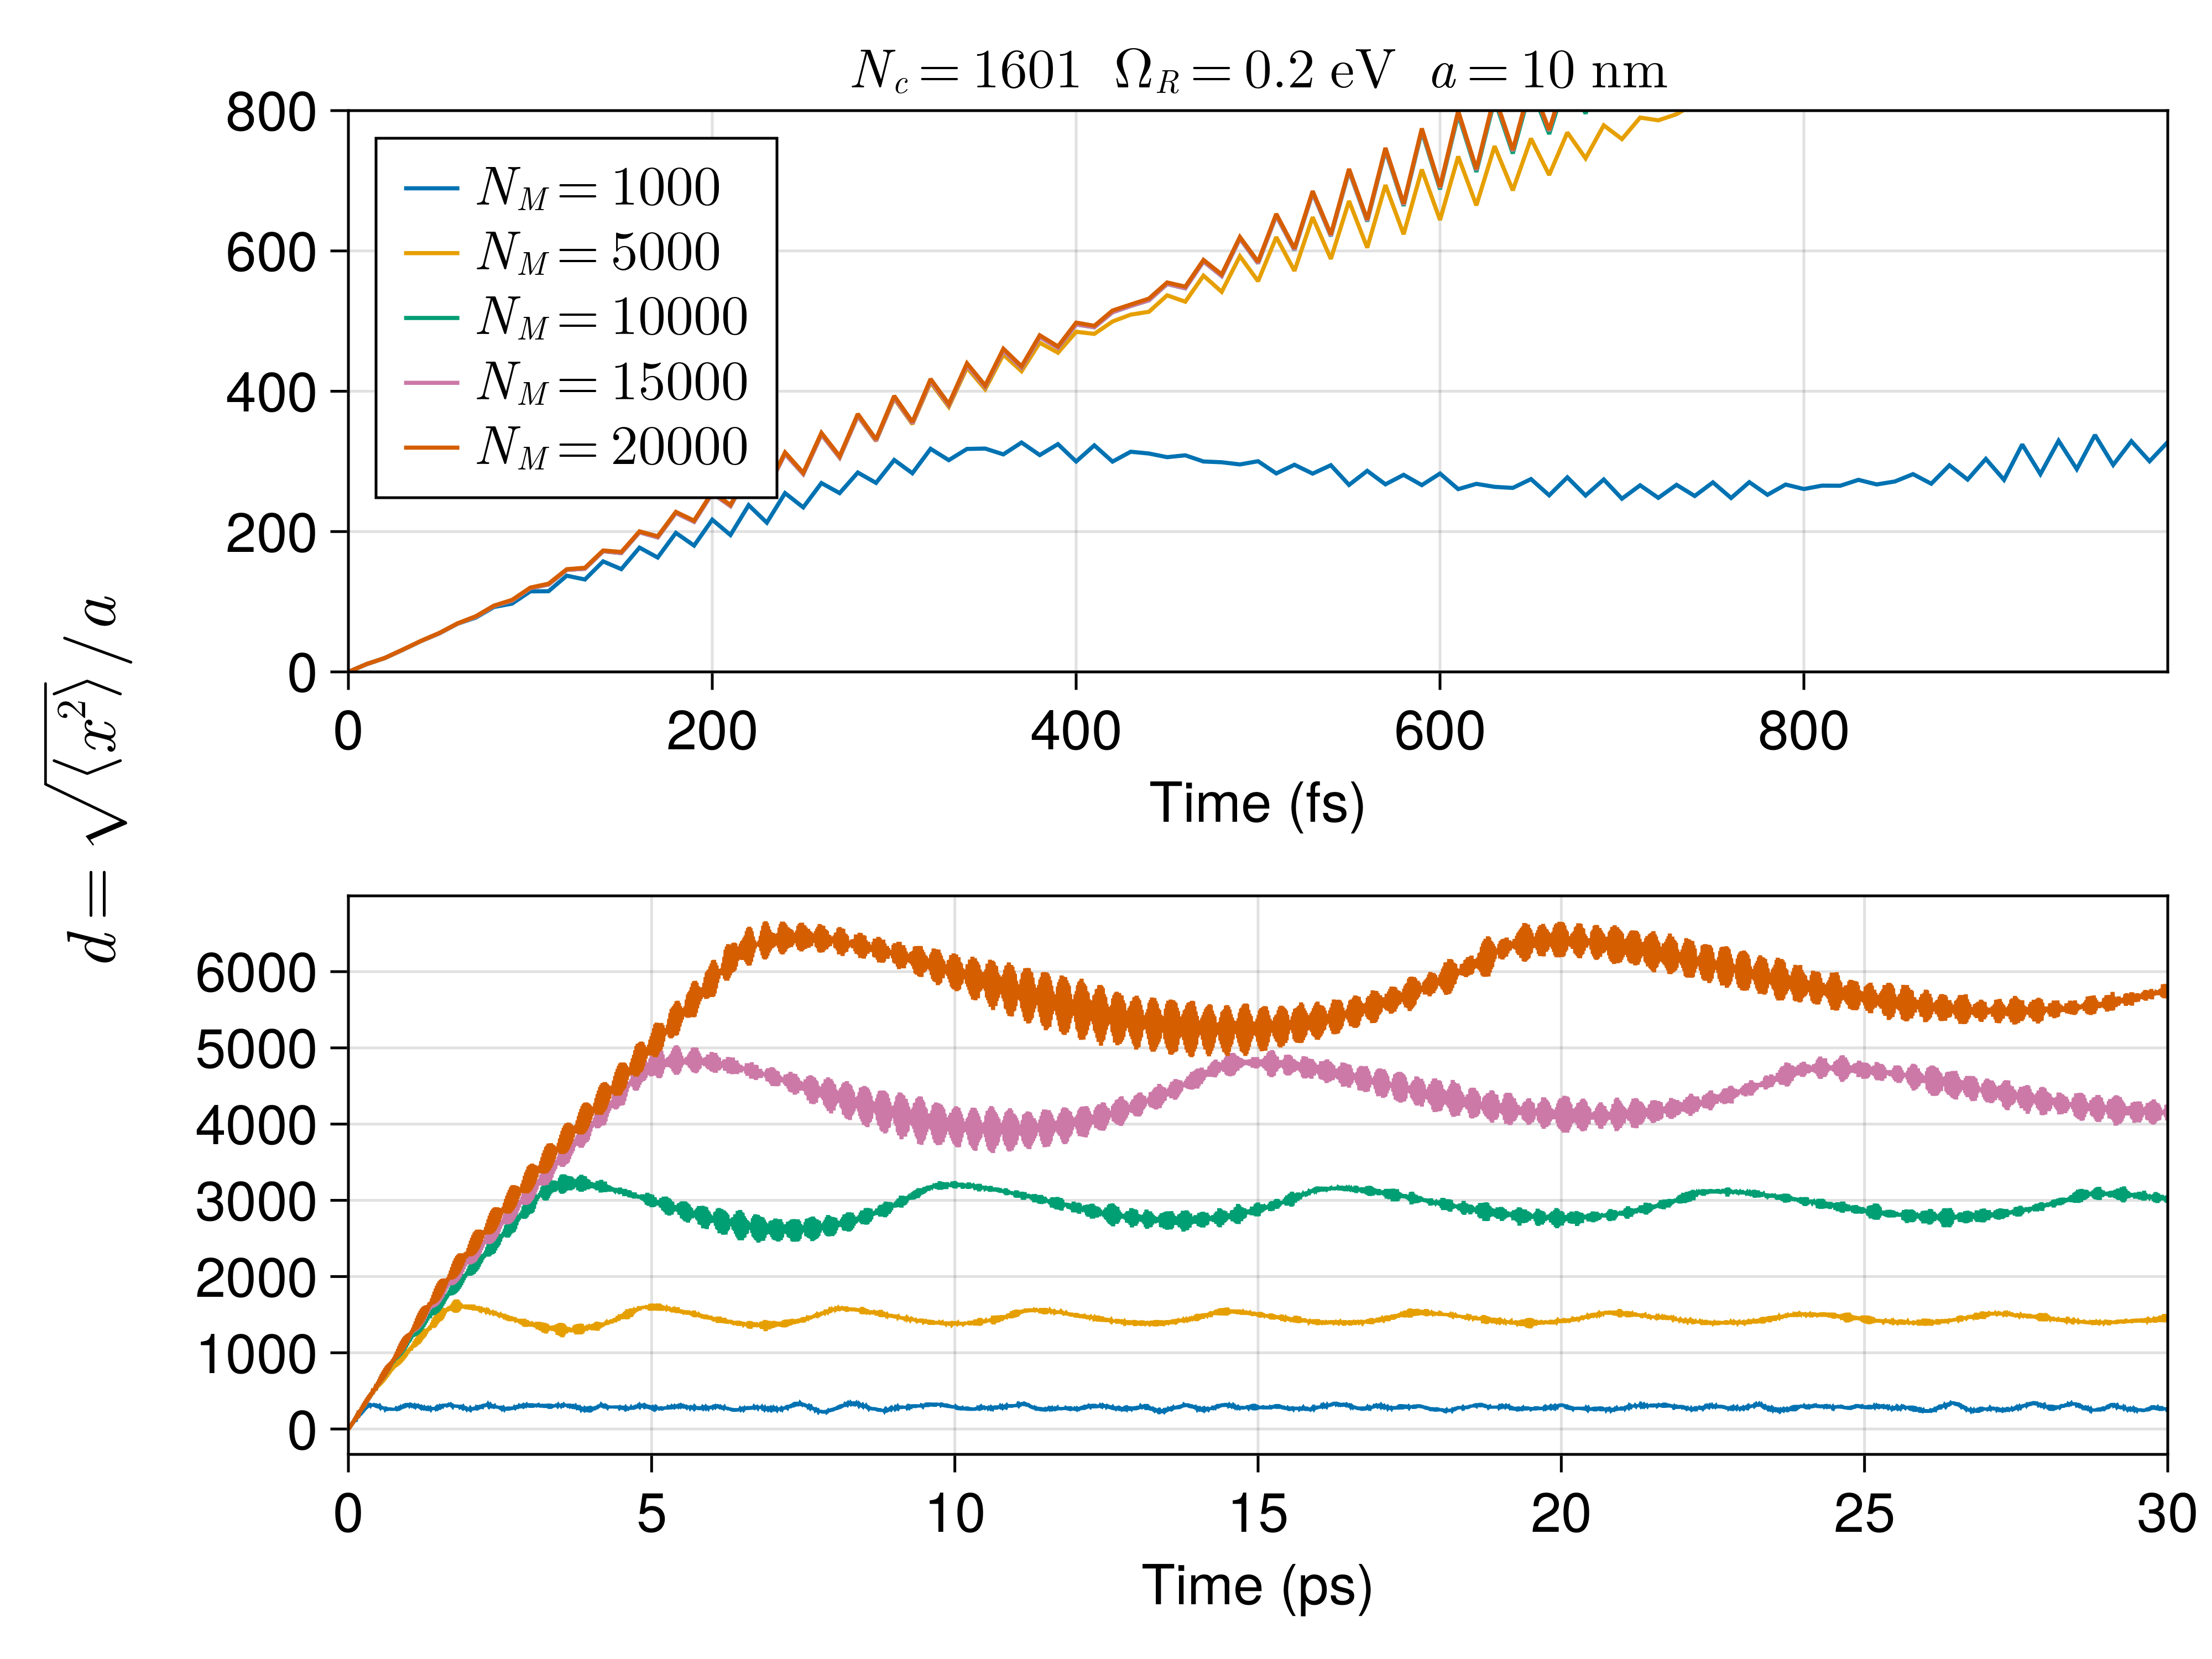 N_c = 1601 Ω_R = 0.2 eV a = 10 nm
800
600
400
200
0
N_M = 1000
N_M = 5000
N_M = 10000
N_M = 15000
N_M = 20000
0 200 400 600 800
Time (fs)
d = √⟨x²⟩ / a
6000
5000
4000
3000
2000
1000
0
0 5 10 15 20 25 30
Time (ps)